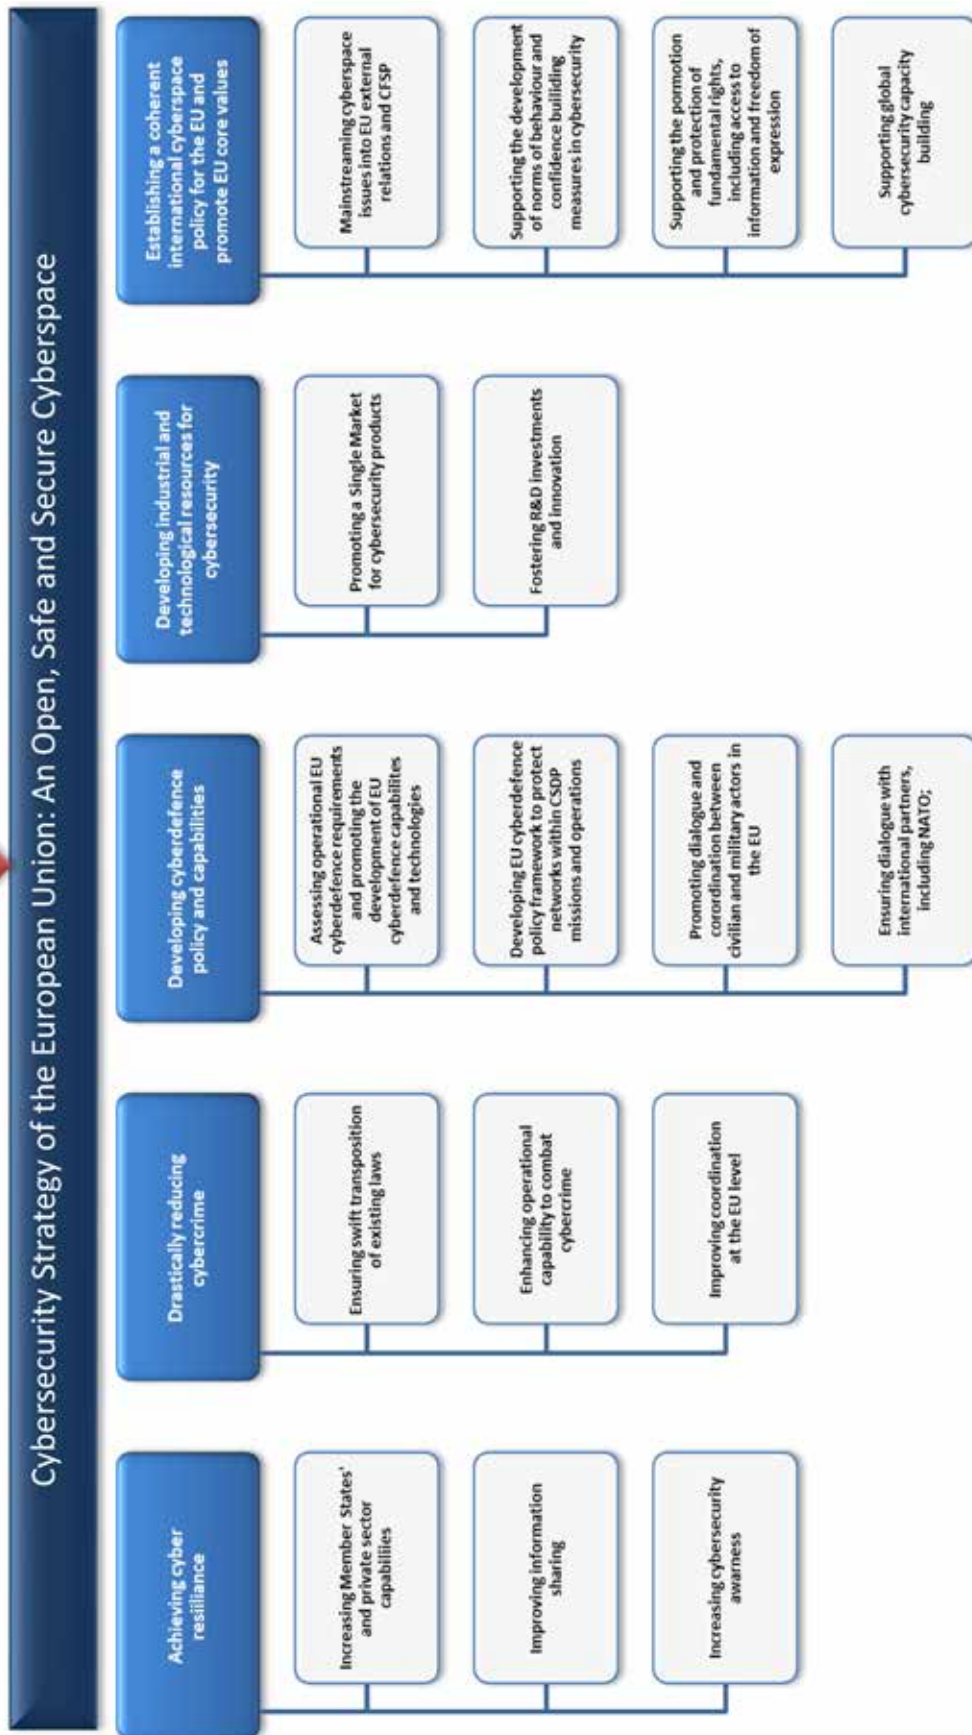 Cybersecurity Strategy of the European Union: An Open, Safe and Secure Cyberspace
Achieving cyber
resiiliance
Increasing Member States'
and private sector
capabiliies
Improving information
sharing
Increasing cybersecurity
awarness
Drastically reducing
cybercrime
Ensuring swift transposition
of existing laws
Enhancing operational
capability to combat
cybercrime
Improving coordination
at the EU level
Developing cyberdefence
policy and capabilities
Assessing operational EU
cyberdefence requirements
and promoting the
development of EU
cyberdefence capabilites
and technologies
Developing EU cyberdefence
policy framework to protect
networks within CSDP
missions and operations
Promoting dialogue and
corordination between
civilian and military actors in
the EU
Ensuring dialogue with
international partners,
including NATO;
Developing industrial and
technological resources for
cybersecurity
Promoting a Single Market
for cybersecurity products
Fostering R&D investments
and innovation
Establishing a coherent
international cyberspace
policy for the EU and
promote EU core values
Mainstreaming cyberspace
issues into EU external
relations and CFSP
Supporting the development
of norms of behaviour and
confidence builiding
measures in cybersecurity
Supporting the pormotion
and protection of
fundamental rights,
including access to
information and freedom of
expression
Supporting global
cybersecurity capacity
building